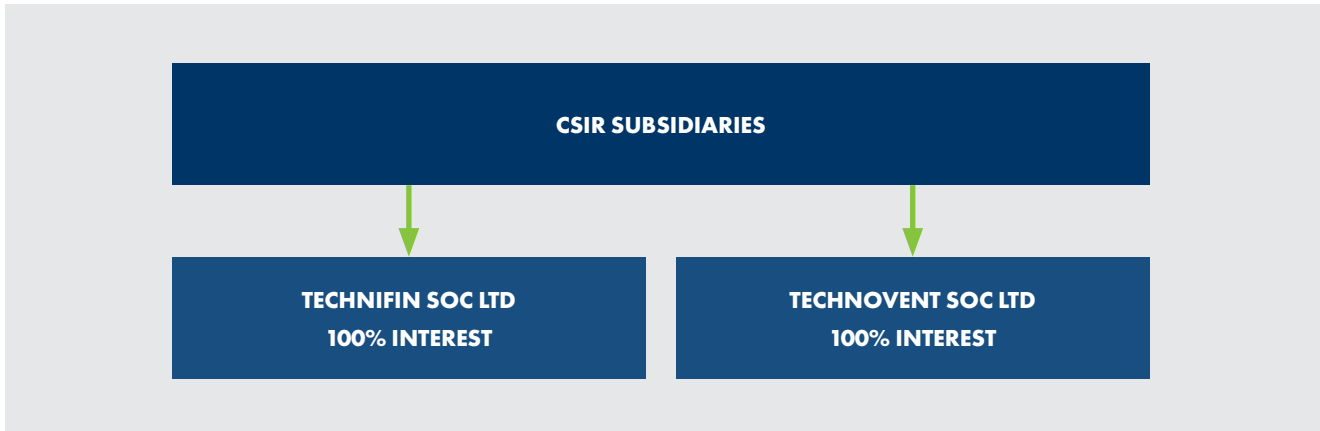 CSIR SUBSIDIARIES
TECHNIFIN SOC LTD
100% INTEREST
TECHNOVENT SOC LTD
100% INTEREST